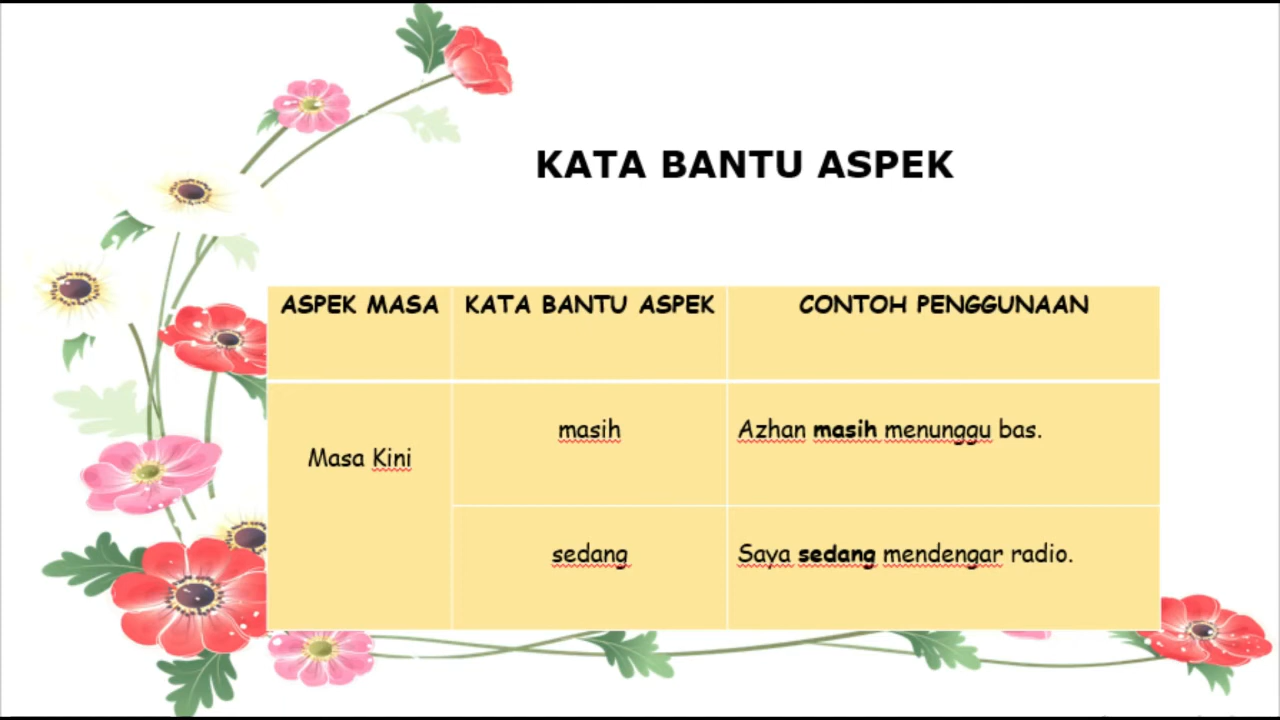 KATA BANTU ASPEK
ASPEK MASA KATA BANTU ASPEK CONTOH PENGGUNAAN
Masa Kini
masih Azhan masih menunggu bas.
sedang Saya sedang mendengar radio.